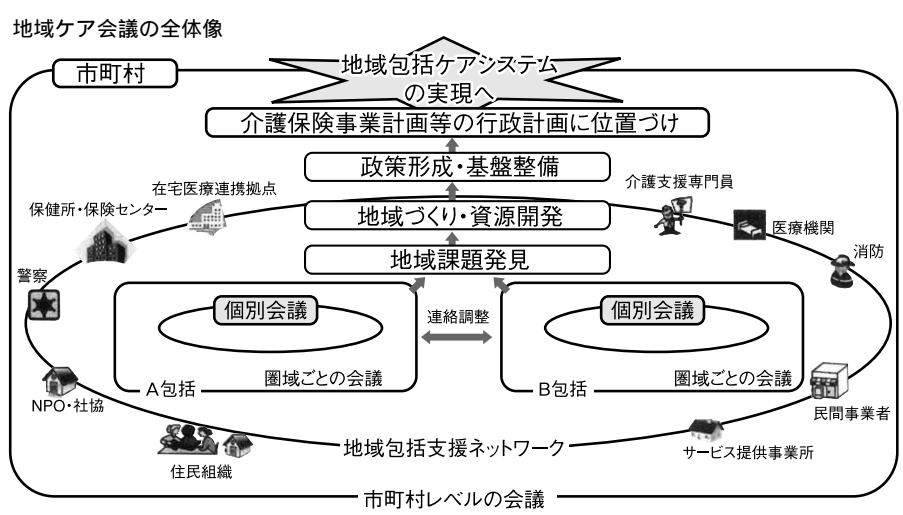 地域ケア会議の全体像
市町村
地域包括ケアシステム
の実現へ
介護保険事業計画等の行政計画に位置づけ
政策形成・基盤整備
在宅医療連携拠点
介護支援専門員
保健所・保険センター
地域づくり・資源開発
医療機関
地域課題発見
消防
警察
個別会議
連絡調整
個別会議
圏域ごとの会議
A包括
圏域ごとの会議
B包括
NPO・社協
民間事業者
地域包括支援ネットワーク
サービス提供事業所
住民組織
市町村レベルの会議